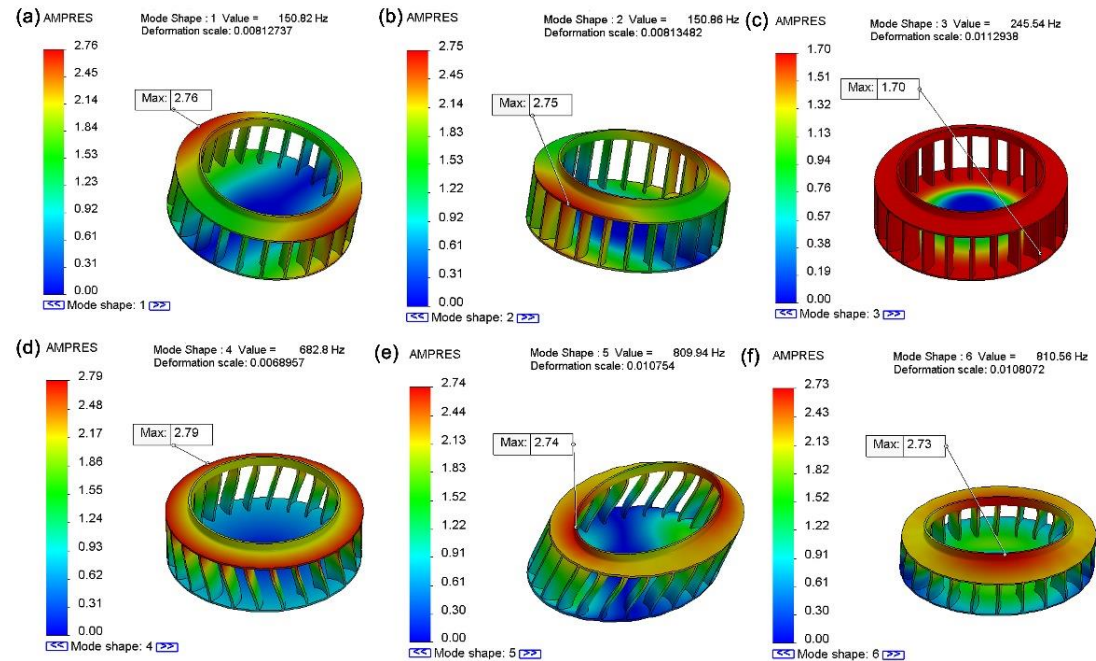 (a) AMPRES
Mode Shape : 1 Value = 150.82 Hz
Deformation scale: 0.00812737
2.76
2.45
2.14
1.84
1.53
1.23
0.92
0.61
0.31
0.00
Max: 2.76
<< Mode shape: 1 >>
(b) AMPRES
Mode Shape : 2 Value = 150.86 Hz
Deformation scale: 0.00813482
2.75
2.44
2.14
1.83
1.53
1.22
0.92
0.61
0.31
0.00
Max: 2.75
<< Mode shape: 2 >>
(c) AMPRES
Mode Shape : 3 Value = 245.54 Hz
Deformation scale: 0.0112938
1.70
1.51
1.32
1.13
0.94
0.76
0.57
0.38
0.19
0.00
Max: 1.70
<< Mode shape: 3 >>
(d) AMPRES
Mode Shape : 4 Value = 682.8 Hz
Deformation scale: 0.0068957
2.79
2.48
2.17
1.86
1.55
1.24
0.93
0.62
0.31
0.00
Max: 2.79
<< Mode shape: 4 >>
(e) AMPRES
Mode Shape : 5 Value = 809.94 Hz
Deformation scale: 0.010754
2.74
2.44
2.13
1.83
1.52
1.22
0.91
0.61
0.30
0.00
Max: 2.74
<< Mode shape: 5 >>
(f) AMPRES
Mode Shape : 6 Value = 810.56 Hz
Deformation scale: 0.0108072
2.73
2.43
2.13
1.82
1.52
1.22
0.91
0.61
0.30
0.00
Max: 2.73
<< Mode shape: 6 >>